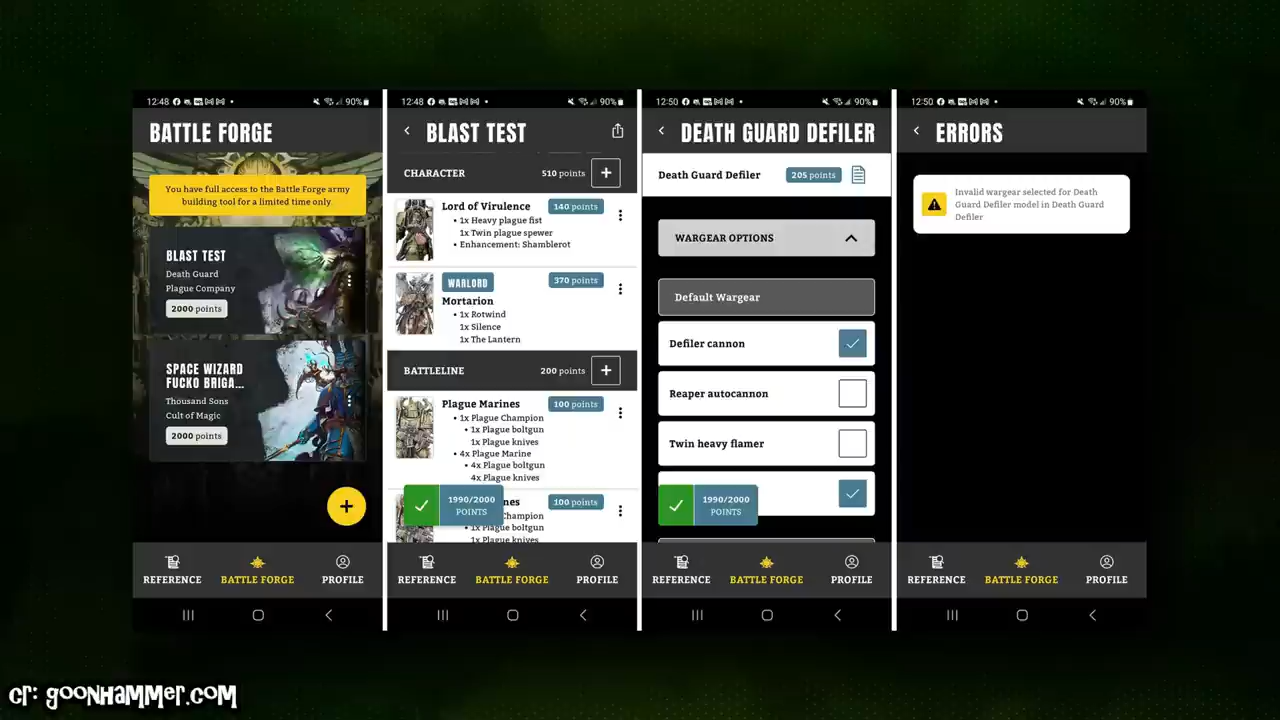 12:48
90%
BATTLE FORGE
You have full access to the Battle Forge army
building tool for a limited time only.
BLAST TEST
Death Guard
Plague Company
2000 points
SPACE WIZARD
FUCKO BRIGA...
Thousand Sons
Cult of Magic
2000 points
+
REFERENCE
BATTLE FORGE
PROFILE
12:48
90%
BLAST TEST
CHARACTER
510 points
+
Lord of Virulence
140 points
• 1x Heavy plague fist
1x Twin plague spewer
• Enhancement: Shamblerot
WARLORD
370 points
Mortarion
• 1x Rotwind
1x Silence
1x The Lantern
BATTLELINE
200 points
+
Plague Marines
100 points
• 1x Plague Champion
• 1x Plague boltgun
1x Plague knives
• 4x Plague Marine
• 4x Plague boltgun
4x Plague knives
nes
100 points
Champion
• 1x Plague boltgun
1x Plague knives
1990/2000
POINTS
REFERENCE
BATTLE FORGE
PROFILE
12:50
90%
DEATH GUARD DEFILER
Death Guard Defiler
205 points
WARGEAR OPTIONS
Default Wargear
Defiler cannon
Reaper autocannon
Twin heavy flamer
1990/2000
POINTS
REFERENCE
BATTLE FORGE
PROFILE
12:50
90%
ERRORS
Invalid wargear selected for Death
Guard Defiler model in Death Guard
Defiler
REFERENCE
BATTLE FORGE
PROFILE
cr: goonhammer.com